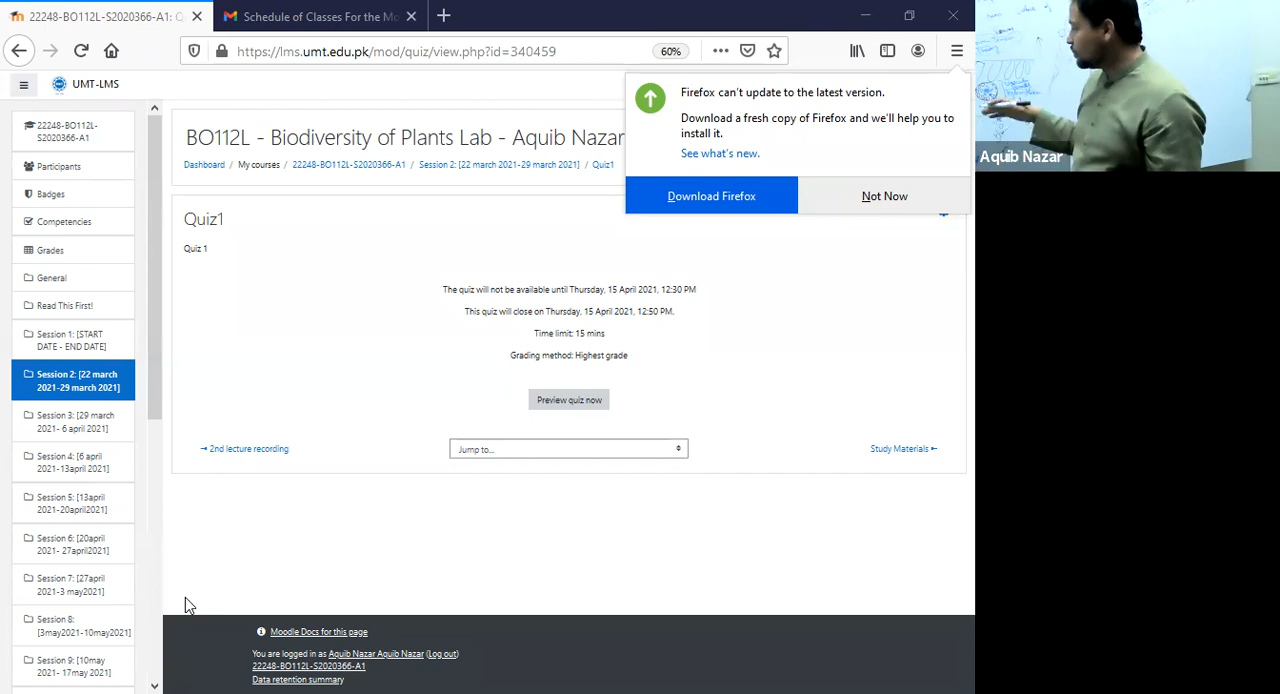 22248-BO112L-S2020366-A1: Q
Schedule of Classes For the Mo
https://lms.umt.edu.pk/mod/quiz/view.php?id=340459
60%
UMT-LMS
Firefox can't update to the latest version.
Download a fresh copy of Firefox and we'll help you to
install it.
See what's new.
Download Firefox
Not Now
Aquib Nazar
22248-BO112L-
S2020366-A1
Participants
Badges
Competencies
Grades
General
Read This First!
Session 1: [START
DATE - END DATE]
Session 2: [22 march
2021-29 march 2021]
Session 3: [29 march
2021- 6 april 2021]
Session 4: [6 april
2021-13april 2021]
Session 5: [13april
2021-20april2021]
Session 6: [20april
2021- 27april2021]
Session 7: [27april
2021-3 may2021]
Session 8:
[3may2021-10may2021]
Session 9: [10may
2021- 17may 2021]
BO112L - Biodiversity of Plants Lab - Aquib Nazar
Dashboard / My courses / 22248-BO112L-S2020366-A1 / Session 2: [22 march 2021-29 march 2021] / Quiz1
Quiz1
Quiz 1
The quiz will not be available until Thursday, 15 April 2021, 12:30 PM
This quiz will close on Thursday, 15 April 2021, 12:50 PM.
Time limit: 15 mins
Grading method: Highest grade
Preview quiz now
2nd lecture recording
Jump to...
Study Materials
Moodle Docs for this page
You are logged in as Aquib Nazar Aquib Nazar (Log out)
22248-BO112L-S2020366-A1
Data retention summary